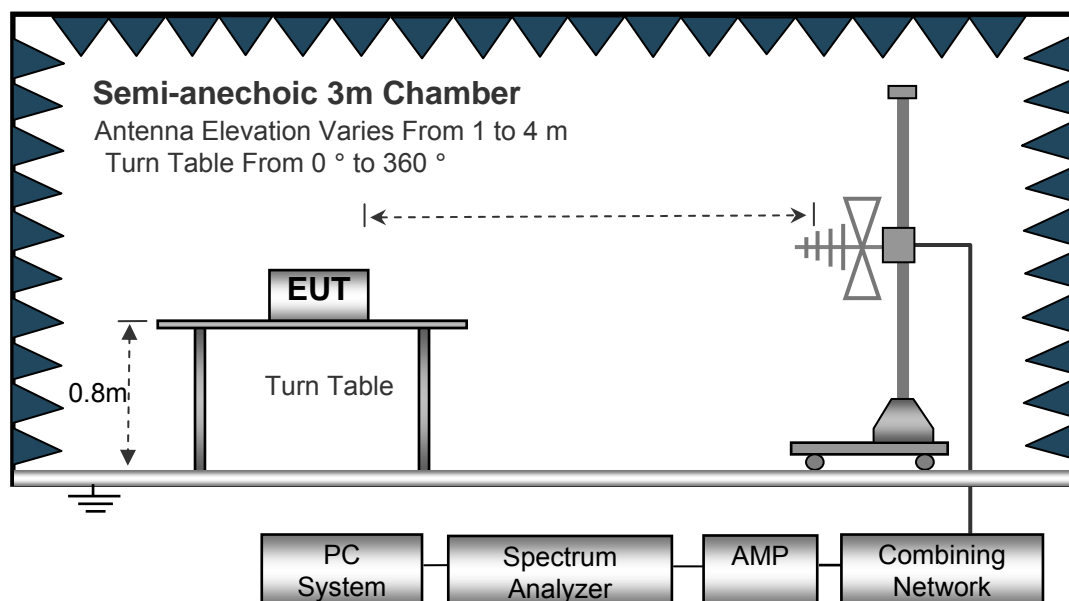 Semi-anechoic 3m Chamber
Antenna Elevation Varies From 1 to 4 m
Turn Table From 0 ° to 360 °
EUT
0.8m
Turn Table
PC
System
Spectrum
Analyzer
AMP
Combining
Network